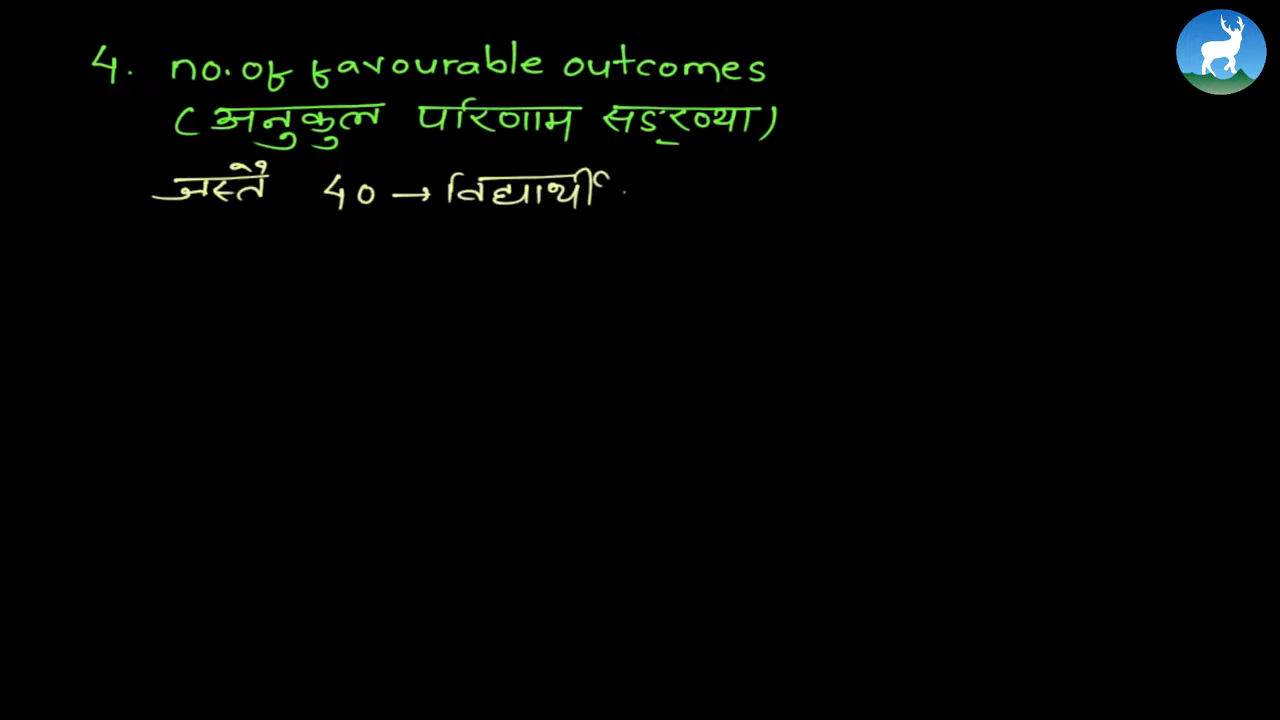 4. no. of favourable outcomes
(अनुकुल परिणाम सङ्ख्या)
जस्तै 40 → विद्यार्थी